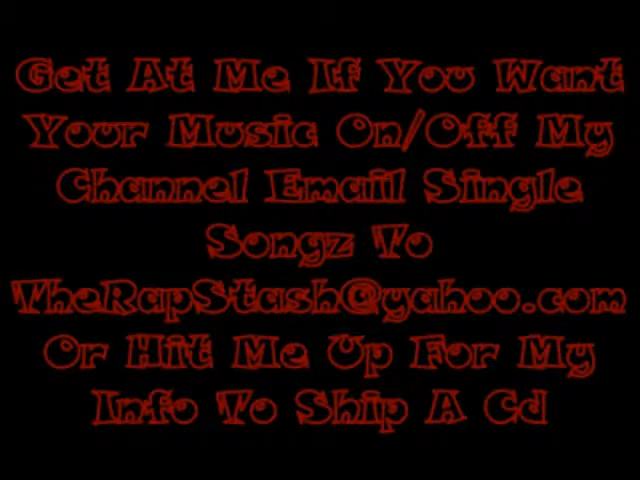 Get At Me If You Want
Your Music On/Off My
Channel Email Single
Songz To
TheRapStash@yahoo.com
Or Hit Me Up For My
Info To Ship A Cd